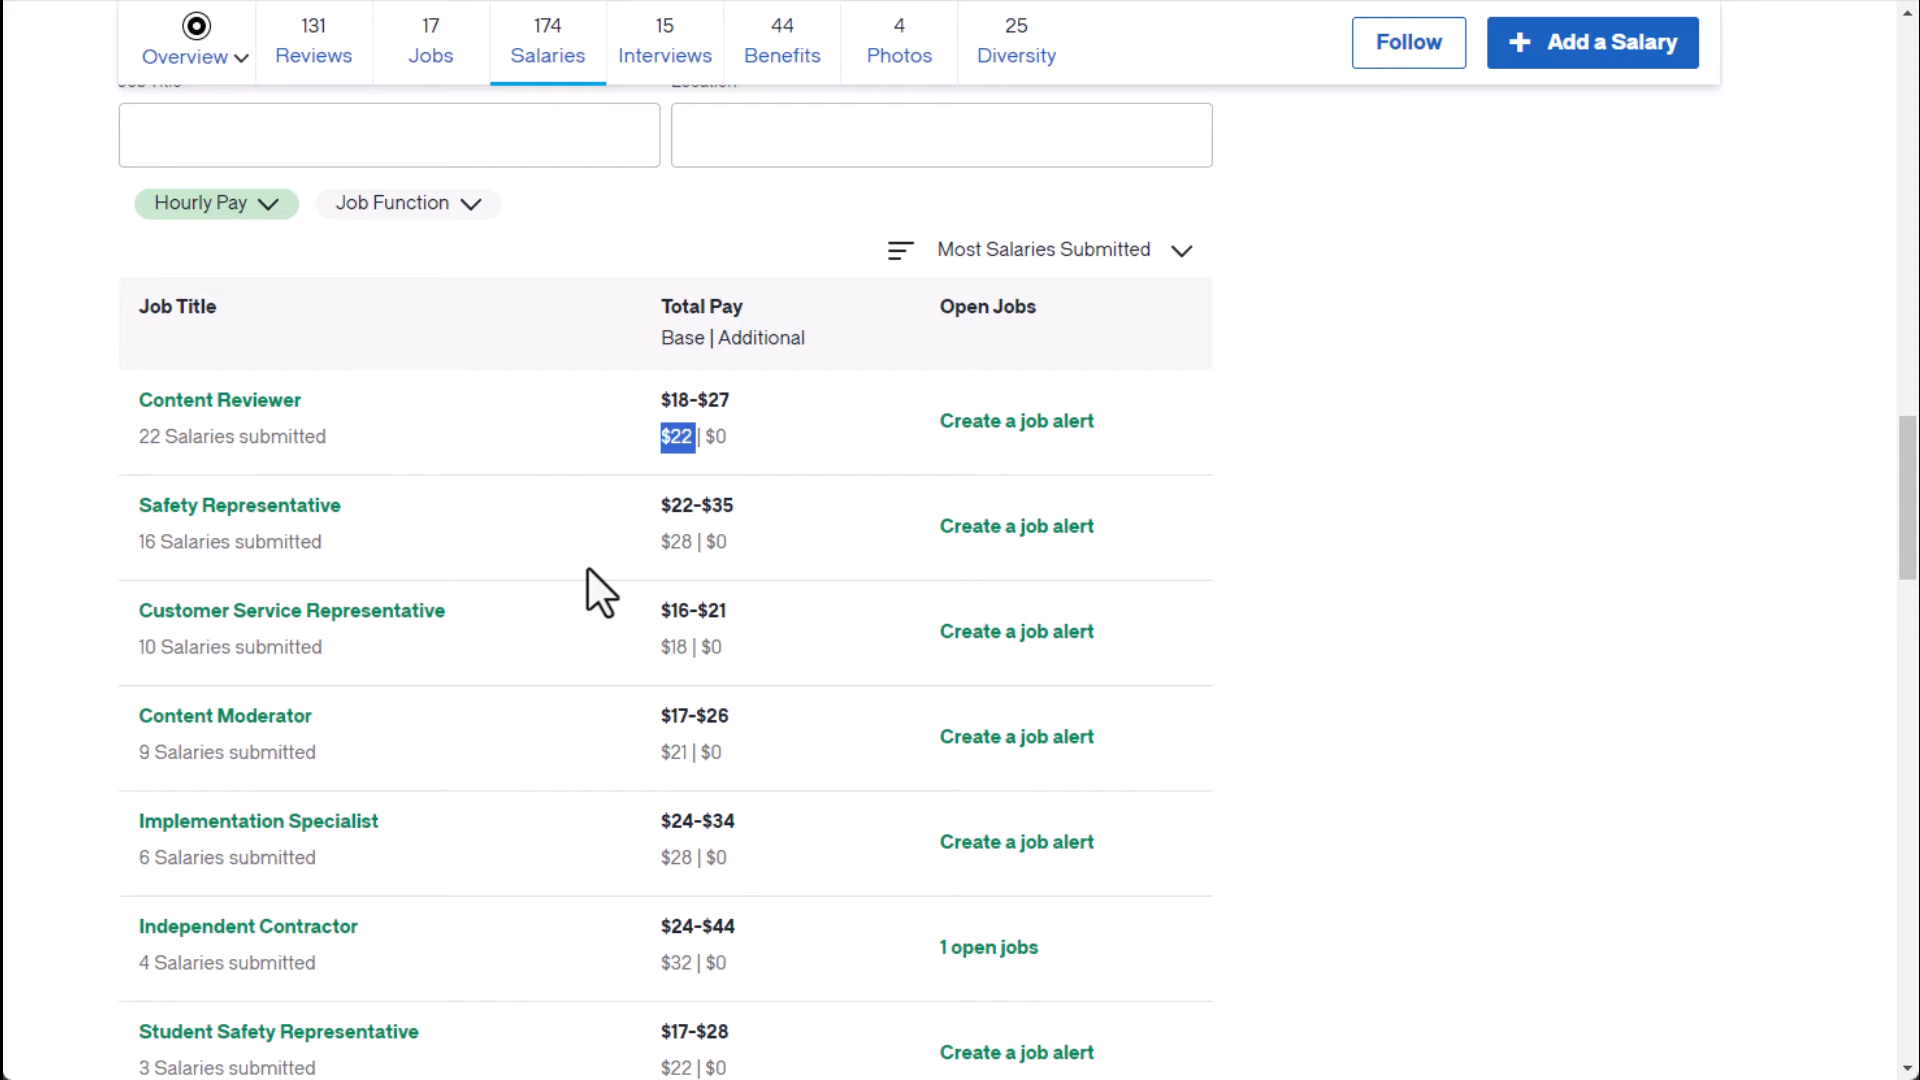 131 17 174 15 44 4 25
Overview Reviews Jobs Salaries Interviews Benefits Photos Diversity
Follow
+ Add a Salary
Job Title
Location
Hourly Pay
Job Function
Most Salaries Submitted
Job Title
Total Pay
Base | Additional
Open Jobs
Content Reviewer
22 Salaries submitted
$18-$27
$22 | $0
Create a job alert
Safety Representative
16 Salaries submitted
$22-$35
$28 | $0
Create a job alert
Customer Service Representative
10 Salaries submitted
$16-$21
$18 | $0
Create a job alert
Content Moderator
9 Salaries submitted
$17-$26
$21 | $0
Create a job alert
Implementation Specialist
6 Salaries submitted
$24-$34
$28 | $0
Create a job alert
Independent Contractor
4 Salaries submitted
$24-$44
$32 | $0
1 open jobs
Student Safety Representative
3 Salaries submitted
$17-$28
$22 | $0
Create a job alert